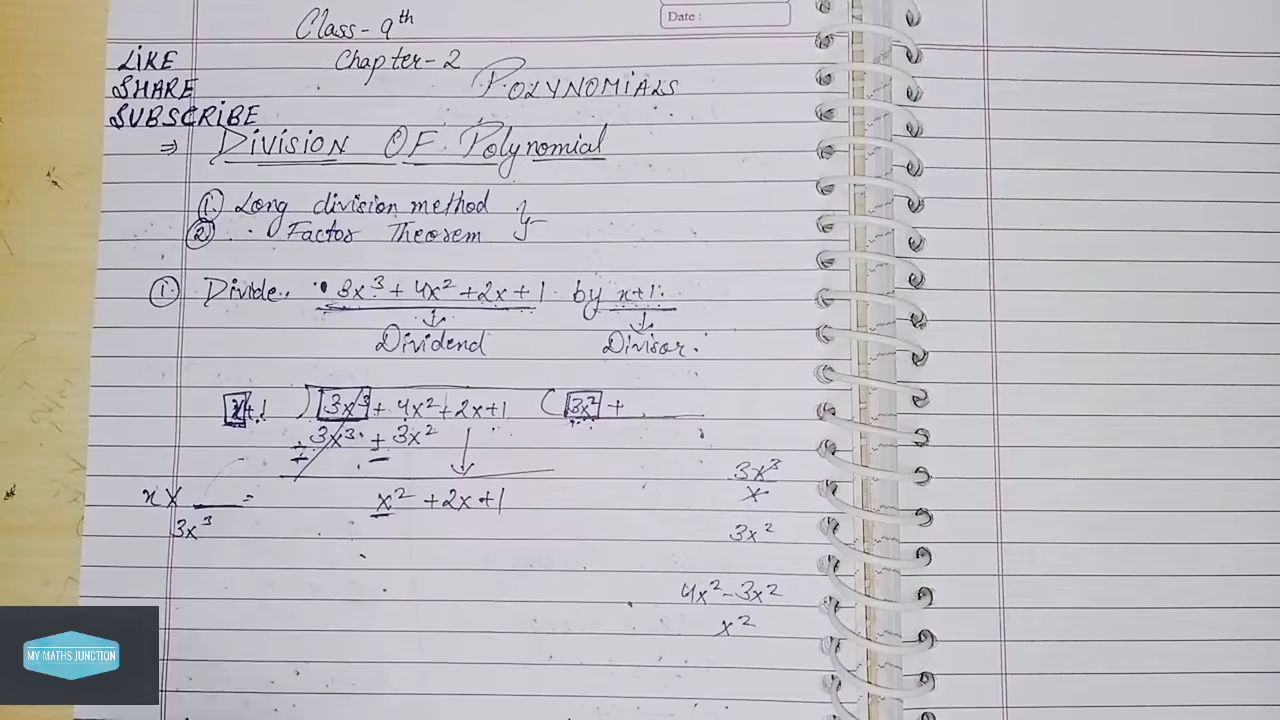 Date :
Class - 9th
LIKE
Chapter-2
SHARE
POLYNOMIALS
SUBSCRIBE
⇒ DIVISION OF Polynomial
① Long division method
② Factor Theorem
① Divide 3x³ + 4x² + 2x + 1 by x+1
Dividend
Divisor
x+1 ) 3x³ + 4x² + 2x + 1 ( 3x² +
3x³ + 3x²
3x³
x
x × ___ =
x² + 2x + 1
3x³
3x²
4x² - 3x²
x²
MY MATHS JUNCTION